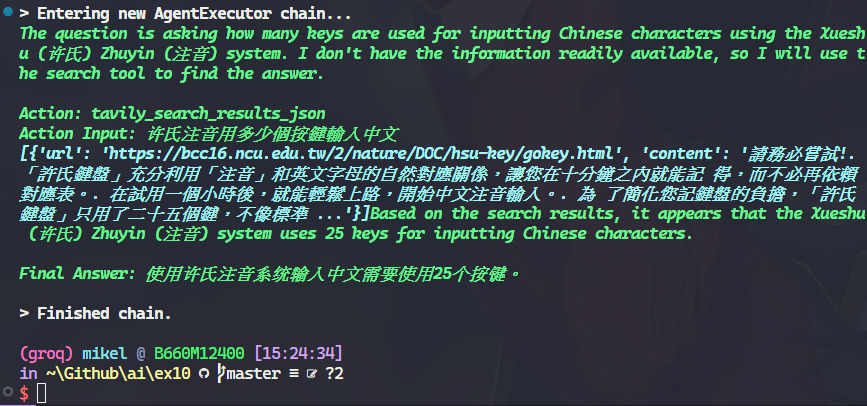 > Entering new AgentExecutor chain...
The question is asking how many keys are used for inputting Chinese characters using the Xuesh
u (许氏) Zhuyin (注音) system. I don't have the information readily available, so I will use t
he search tool to find the answer.
Action: tavily_search_results_json
Action Input: 许氏注音用多少個按鍵輸入中文
[{'url': 'https://bcc16.ncu.edu.tw/2/nature/DOC/hsu-key/gokey.html', 'content': '請務必嘗試!.
「許氏鍵盤」充分利用「注音」和英文字母的自然對應關係，讓您在十分鐘之內就能記 得，而不必再依賴
對應表。. 在試用一個小時後，就能輕鬆上路，開始中文注音輸入。. 為 了簡化您記鍵盤的負擔，「許氏
鍵盤」只用了二十五個鍵，不像標準 ...'}]Based on the search results, it appears that the Xueshu
(许氏) Zhuyin (注音) system uses 25 keys for inputting Chinese characters.
Final Answer: 使用许氏注音系统输入中文需要使用25个按键。
> Finished chain.
(groq) mikel @ B660M12400 [15:24:34]
in ~\Github\ai\ex10 master ≡ ?2
$